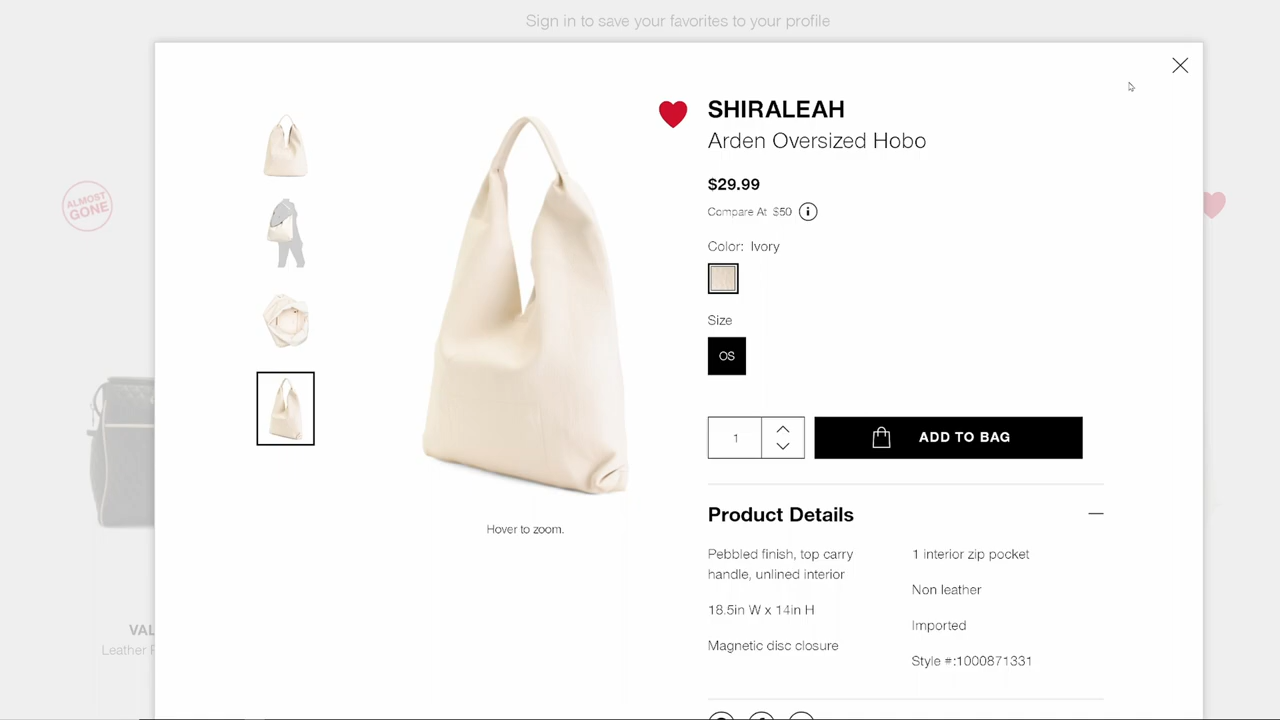 Sign in to save your favorites to your profile
ALMOST
GONE
SHIRALEAH
Arden Oversized Hobo
$29.99
Compare At $50
Color: Ivory
Size
OS
1
ADD TO BAG
Hover to zoom.
Product Details
Pebbled finish, top carry
handle, unlined interior
18.5in W x 14in H
Magnetic disc closure
1 interior zip pocket
Non leather
Imported
Style #:1000871331
VAL
Leather F